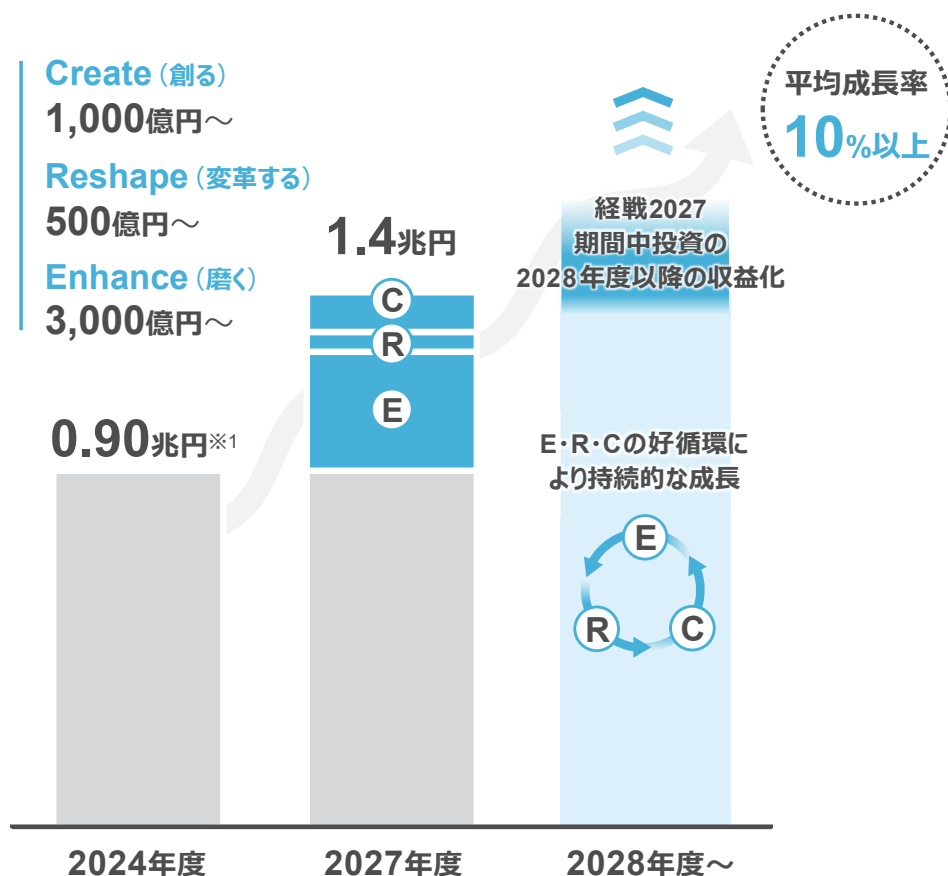 Create（創る）
1,000億円～
Reshape（変革する）
500億円～
Enhance（磨く）
3,000億円～
平均成長率
10%以上
経戦2027
期間中投資の
2028年度以降の収益化
1.4兆円
C
R
E
0.90兆円※1
E・R・Cの好循環に
より持続的な成長
E
R
C
2024年度
2027年度
2028年度～